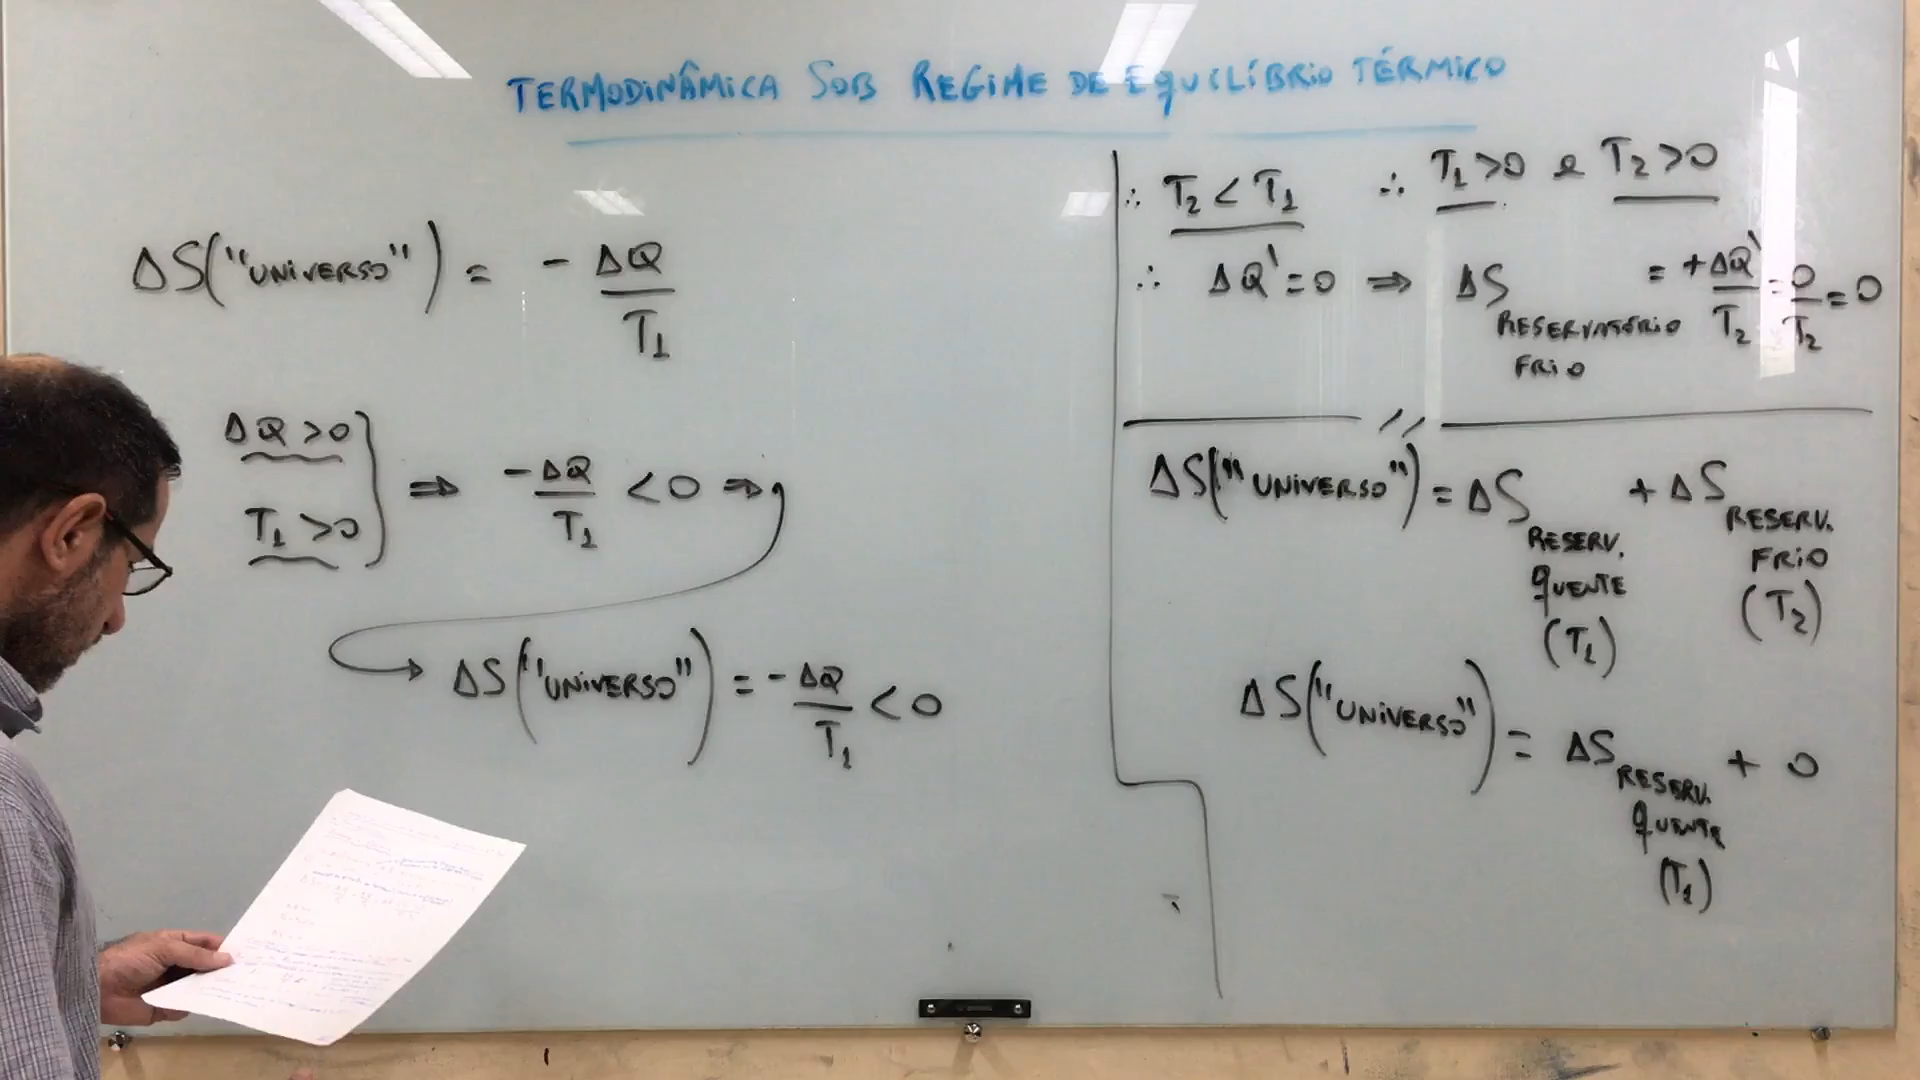 TERMODINÂMICA SOB REGIME DE EQUILÍBRIO TÉRMICO
∴ T₂ < T₁ ∴ T₁ > 0 e T₂ > 0
∴ ΔQ' = 0 ⇒ ΔS RESERVATÓRIO FRIO = +ΔQ'/T₂ = 0/T₂ = 0
ΔS("UNIVERSO") = ΔS RESERV. QUENTE (T₁) + ΔS RESERV. FRIO (T₂)
ΔS("UNIVERSO") = ΔS RESERV. QUENTE (T₁) + 0
ΔS("UNIVERSO") = -ΔQ/T₁
ΔQ > 0
T₁ > 0 } ⇒ -ΔQ/T₁ < 0 ⇒
→ ΔS("UNIVERSO") = -ΔQ/T₁ < 0